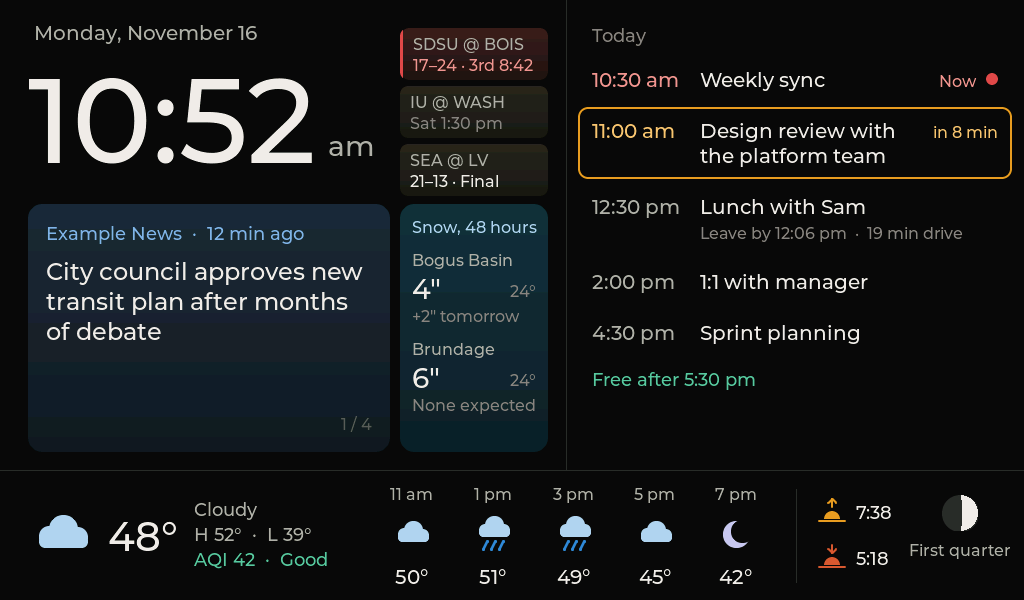 Monday, November 16
10:52 am
SDSU @ BOIS
17–24 · 3rd 8:42
IU @ WASH
Sat 1:30 pm
SEA @ LV
21–13 · Final
Example News · 12 min ago
City council approves new
transit plan after months
of debate
1 / 4
Snow, 48 hours
Bogus Basin
4" 24°
+2" tomorrow
Brundage
6" 24°
None expected
Today
10:30 am Weekly sync Now
11:00 am Design review with in 8 min
the platform team
12:30 pm Lunch with Sam
Leave by 12:06 pm · 19 min drive
2:00 pm 1:1 with manager
4:30 pm Sprint planning
Free after 5:30 pm
48°
Cloudy
H 52° · L 39°
AQI 42 · Good
11 am 1 pm 3 pm 5 pm 7 pm
50° 51° 49° 45° 42°
7:38
5:18
First quarter